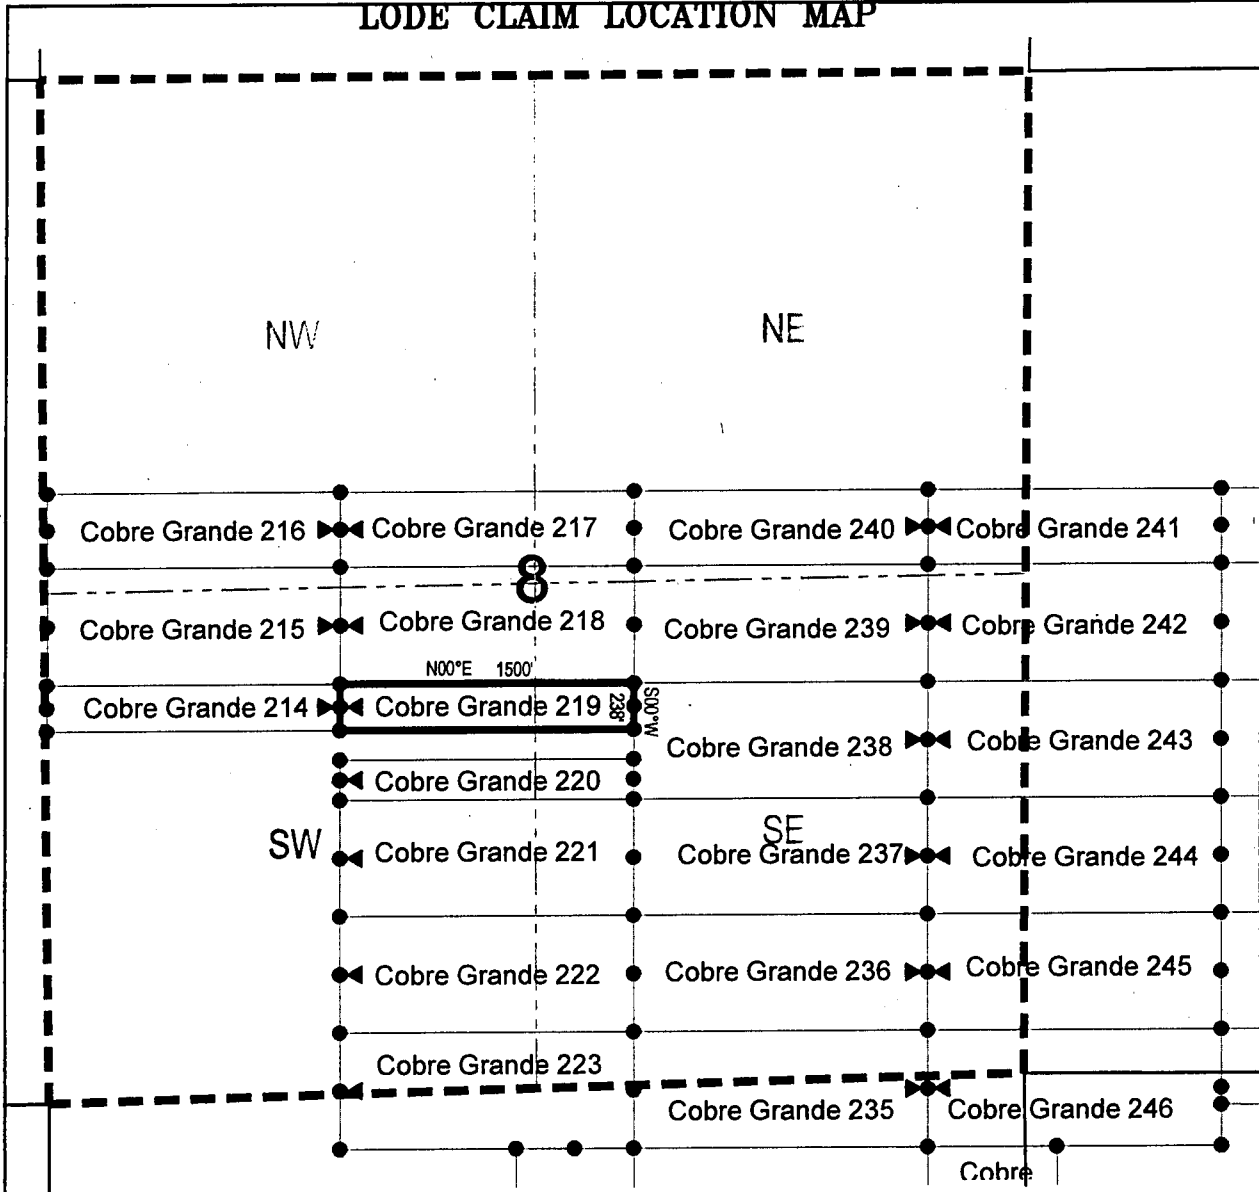 LODE CLAIM LOCATION MAP
NW
NE
Cobre Grande 216
Cobre Grande 217
Cobre Grande 240
Cobre Grande 241
8
Cobre Grande 215
Cobre Grande 218
Cobre Grande 239
Cobre Grande 242
N00°E 1500'
Cobre Grande 214
Cobre Grande 219
238'
S00°W
Cobre Grande 238
Cobre Grande 243
Cobre Grande 220
SW
SE
Cobre Grande 221
Cobre Grande 237
Cobre Grande 244
Cobre Grande 222
Cobre Grande 236
Cobre Grande 245
Cobre Grande 223
Cobre Grande 235
Cobre Grande 246
Cobre